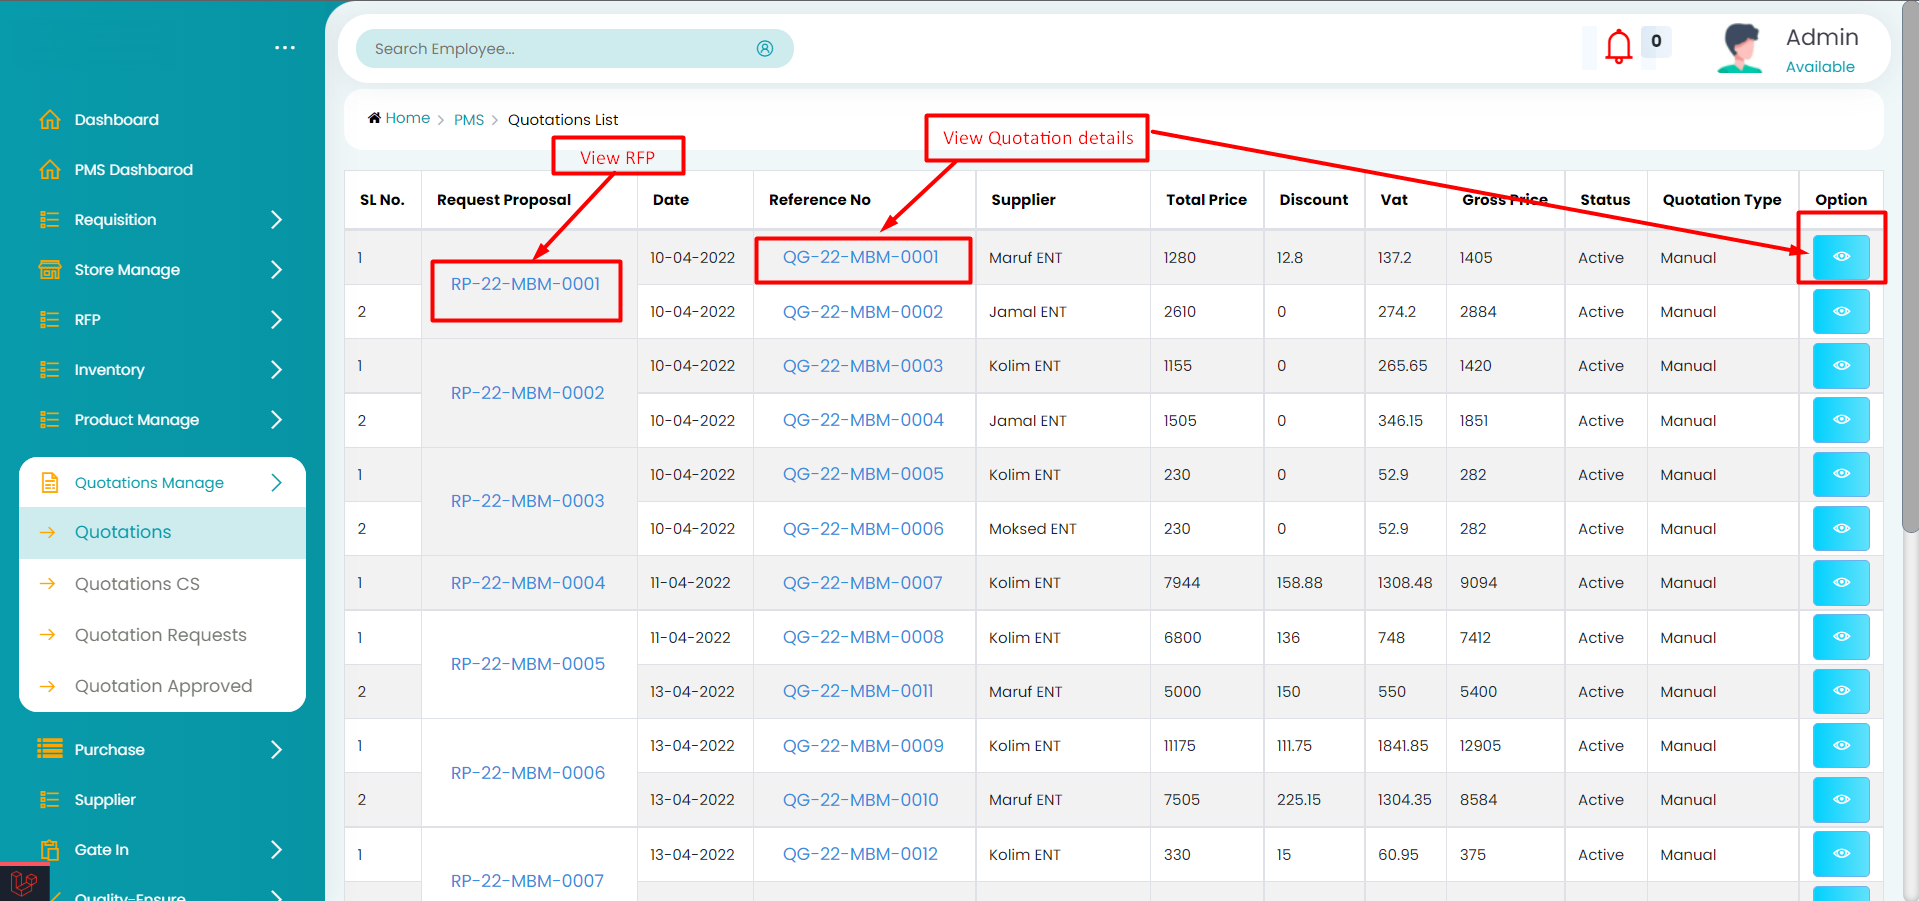 Search Employee...
0
Admin
Available
Dashboard
PMS Dashbarod
Requisition
Store Manage
RFP
Inventory
Product Manage
Quotations Manage
Quotations
Quotations CS
Quotation Requests
Quotation Approved
Purchase
Supplier
Gate In
Quality-Ensure
Home > PMS > Quotations List
View RFP
View Quotation details
SL No. Request Proposal Date Reference No Supplier Total Price Discount Vat Gross Price Status Quotation Type Option
1 RP-22-MBM-0001 10-04-2022 QG-22-MBM-0001 Maruf ENT 1280 12.8 137.2 1405 Active Manual
2 10-04-2022 QG-22-MBM-0002 Jamal ENT 2610 0 274.2 2884 Active Manual
1 RP-22-MBM-0002 10-04-2022 QG-22-MBM-0003 Kolim ENT 1155 0 265.65 1420 Active Manual
2 10-04-2022 QG-22-MBM-0004 Jamal ENT 1505 0 346.15 1851 Active Manual
1 RP-22-MBM-0003 10-04-2022 QG-22-MBM-0005 Kolim ENT 230 0 52.9 282 Active Manual
2 10-04-2022 QG-22-MBM-0006 Moksed ENT 230 0 52.9 282 Active Manual
1 RP-22-MBM-0004 11-04-2022 QG-22-MBM-0007 Kolim ENT 7944 158.88 1308.48 9094 Active Manual
1 RP-22-MBM-0005 11-04-2022 QG-22-MBM-0008 Kolim ENT 6800 136 748 7412 Active Manual
2 13-04-2022 QG-22-MBM-0011 Maruf ENT 5000 150 550 5400 Active Manual
1 RP-22-MBM-0006 13-04-2022 QG-22-MBM-0009 Kolim ENT 11175 111.75 1841.85 12905 Active Manual
2 13-04-2022 QG-22-MBM-0010 Maruf ENT 7505 225.15 1304.35 8584 Active Manual
1 RP-22-MBM-0007 13-04-2022 QG-22-MBM-0012 Kolim ENT 330 15 60.95 375 Active Manual